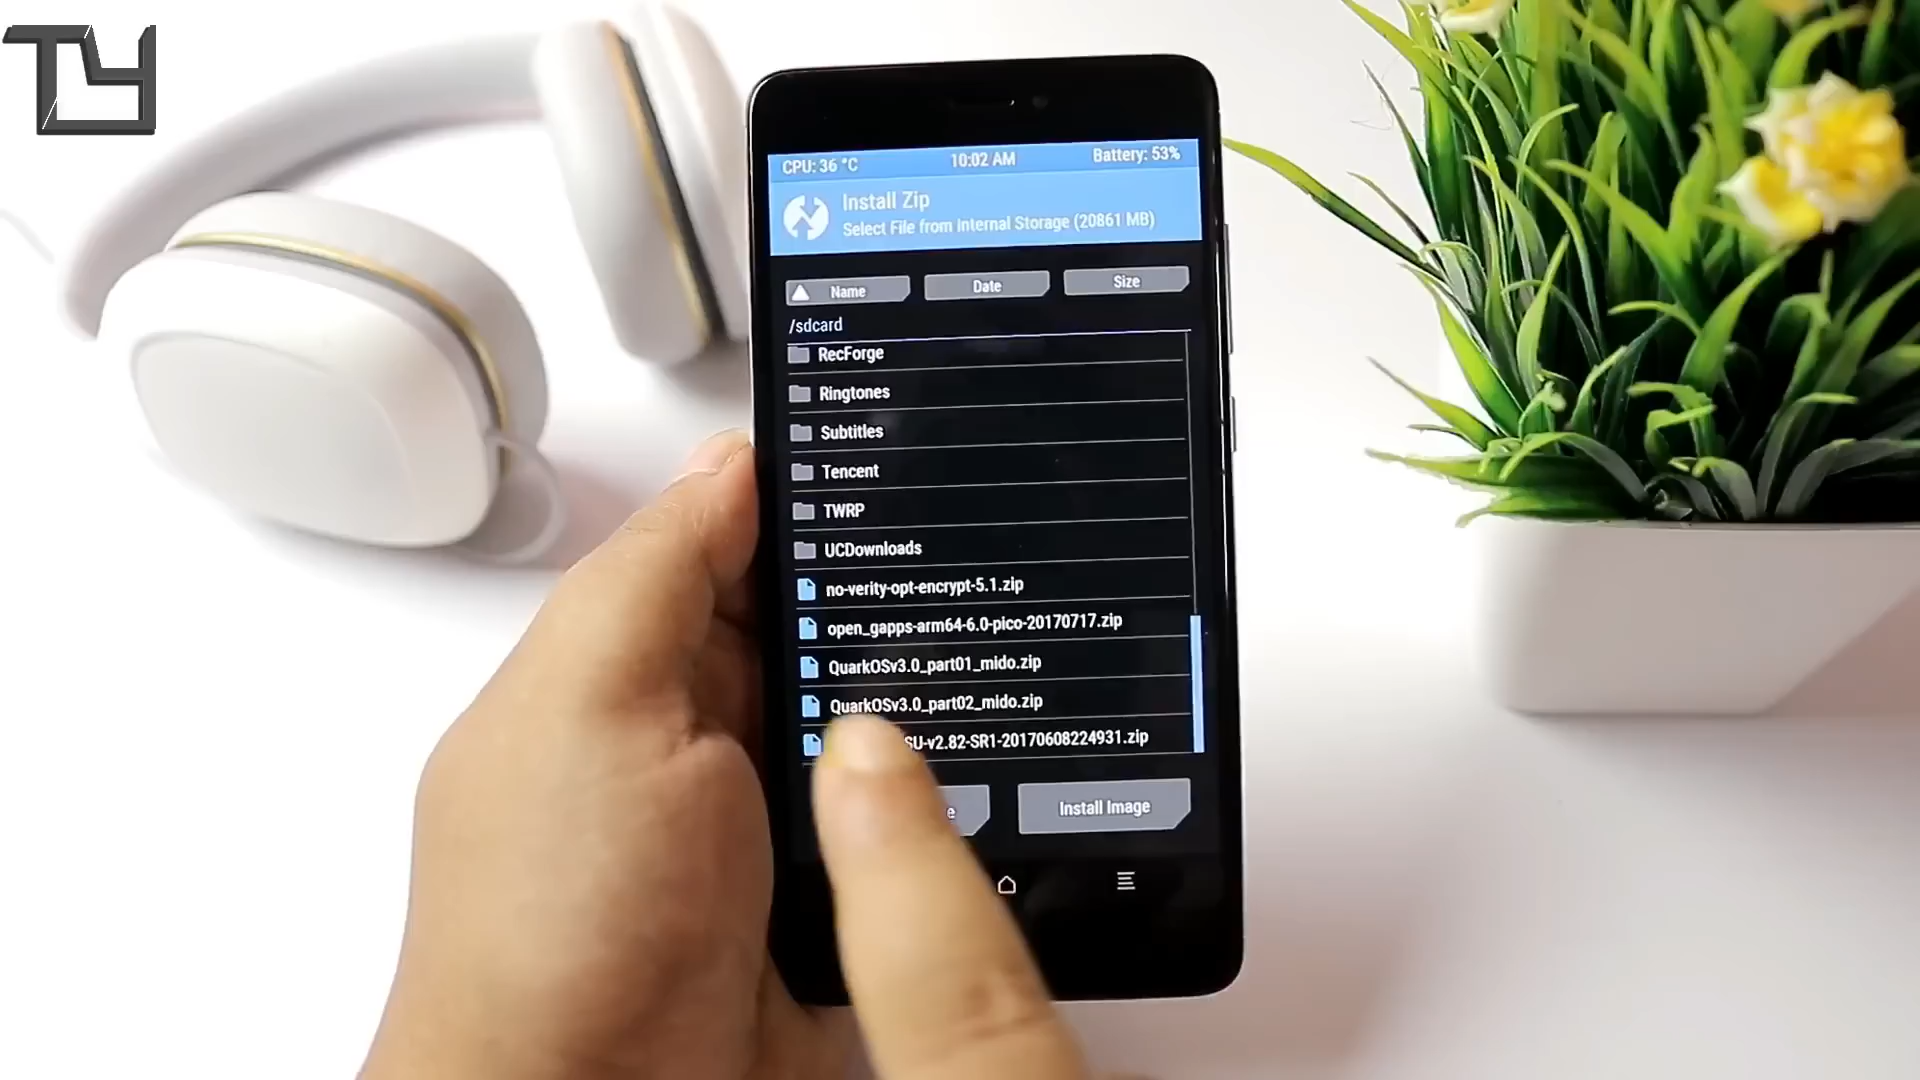 TY
CPU: 36 °C 10:02 AM Battery: 53%
Install Zip
Select File from Internal Storage (20861 MB)
Name Date Size
/sdcard
RecForge
Ringtones
Subtitles
Tencent
TWRP
UCDownloads
no-verity-opt-encrypt-5.1.zip
open_gapps-arm64-6.0-pico-20170717.zip
QuarkOSv3.0_part01_mido.zip
QuarkOSv3.0_part02_mido.zip
SU-v2.82-SR1-20170608224931.zip
Install Image